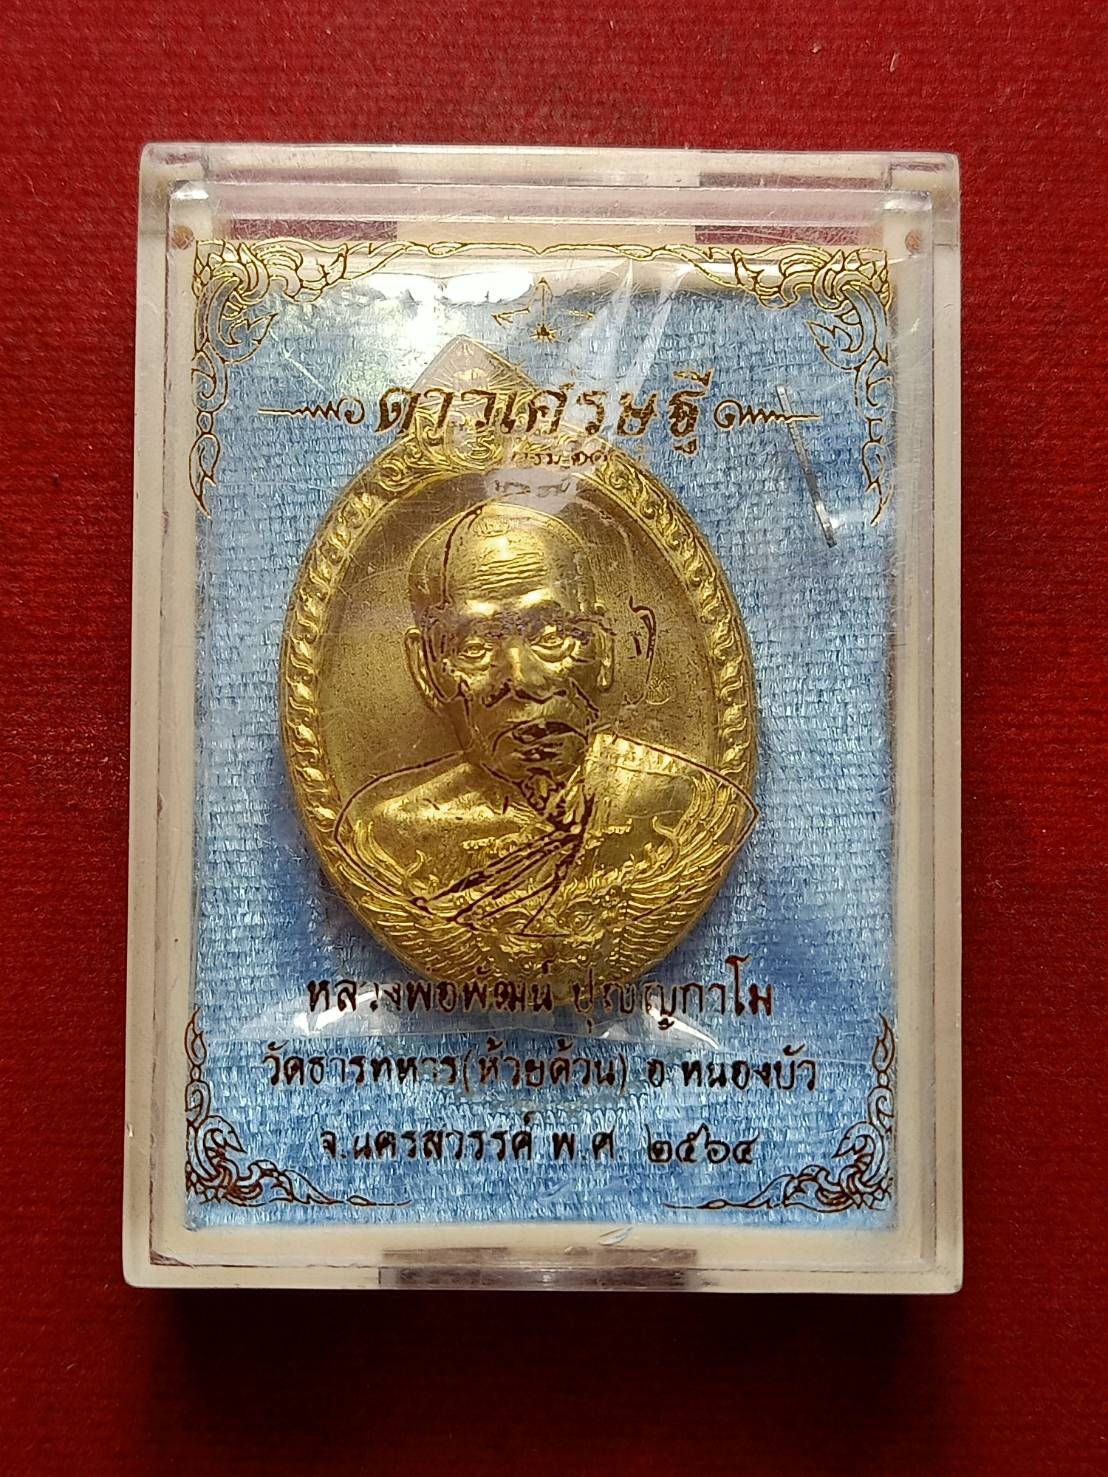 ดาวเศรษฐี
หลวงพ่อพัฒน์ ปุญญกาโม
วัดธารทหาร(ห้วยด้วน) อ.หนองบัว
จ.นครสวรรค์ พ.ศ. ๒๕๖๔